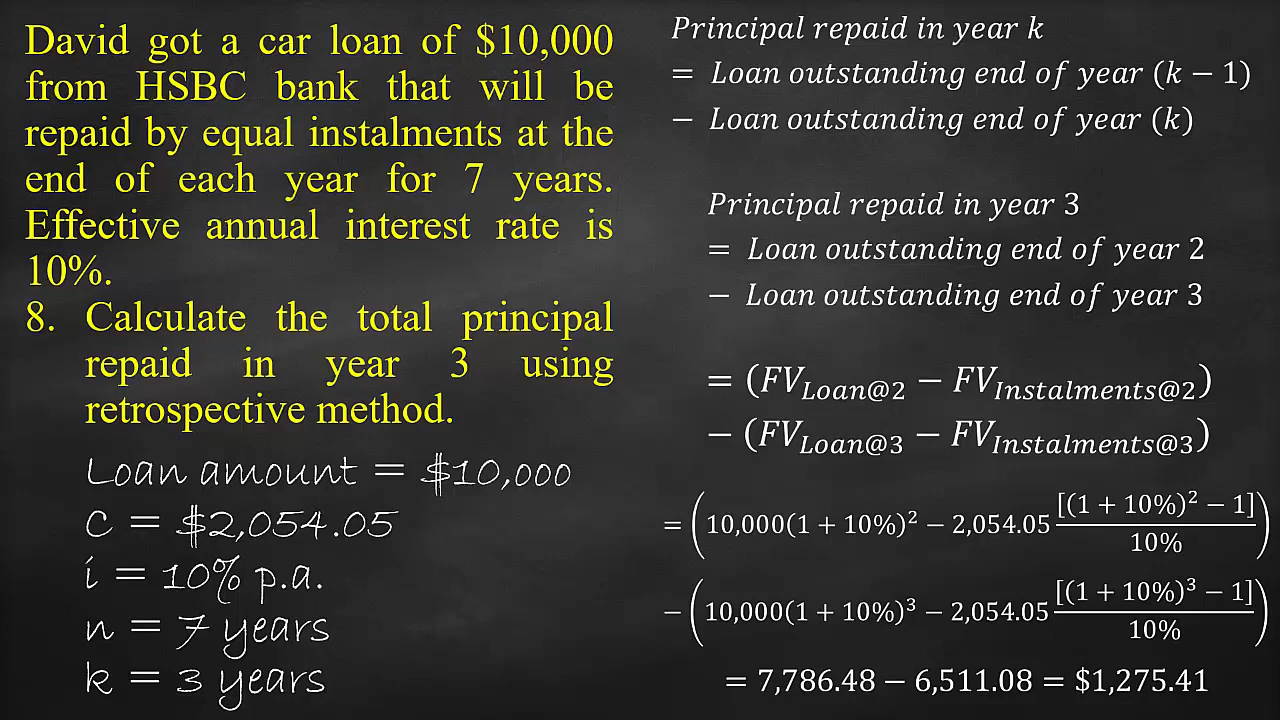 David got a car loan of $10,000
from HSBC bank that will be
repaid by equal instalments at the
end of each year for 7 years.
Effective annual interest rate is
10%.
8. Calculate the total principal
repaid in year 3 using
retrospective method.
Loan amount = $10,000
C = $2,054.05
i = 10% p.a.
n = 7 years
k = 3 years
Principal repaid in year k
= Loan outstanding end of year (k − 1)
− Loan outstanding end of year (k)
Principal repaid in year 3
= Loan outstanding end of year 2
− Loan outstanding end of year 3
= (FV_Loan@2 − FV_Instalments@2)
− (FV_Loan@3 − FV_Instalments@3)
= (10,000(1 + 10%)² − 2,054.05 [(1 + 10%)² − 1] / 10%)
− (10,000(1 + 10%)³ − 2,054.05 [(1 + 10%)³ − 1] / 10%)
= 7,786.48 − 6,511.08 = $1,275.41